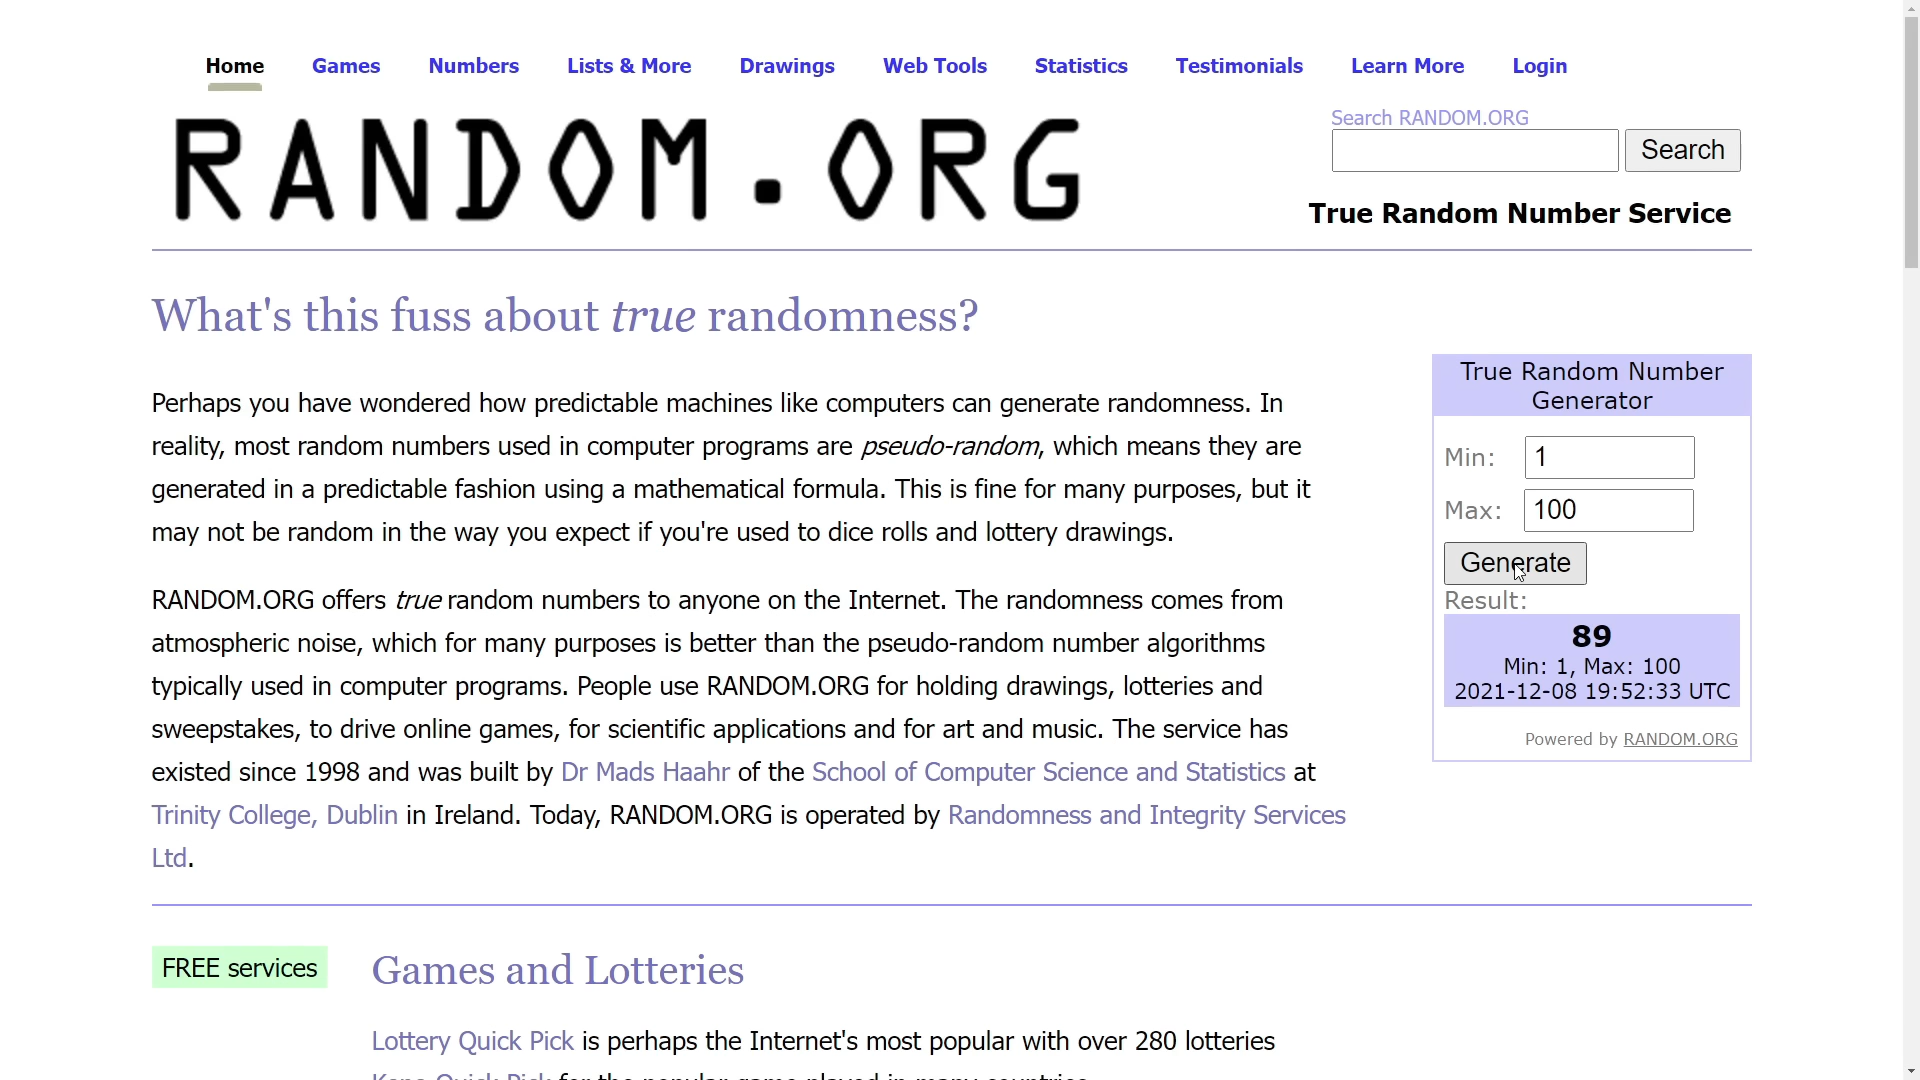 Home Games Numbers Lists & More Drawings Web Tools Statistics Testimonials Learn More Login
RANDOM.ORG
Search RANDOM.ORG
Search
True Random Number Service
What's this fuss about true randomness?
Perhaps you have wondered how predictable machines like computers can generate randomness. In
reality, most random numbers used in computer programs are pseudo-random, which means they are
generated in a predictable fashion using a mathematical formula. This is fine for many purposes, but it
may not be random in the way you expect if you're used to dice rolls and lottery drawings.
RANDOM.ORG offers true random numbers to anyone on the Internet. The randomness comes from
atmospheric noise, which for many purposes is better than the pseudo-random number algorithms
typically used in computer programs. People use RANDOM.ORG for holding drawings, lotteries and
sweepstakes, to drive online games, for scientific applications and for art and music. The service has
existed since 1998 and was built by Dr Mads Haahr of the School of Computer Science and Statistics at
Trinity College, Dublin in Ireland. Today, RANDOM.ORG is operated by Randomness and Integrity Services
Ltd.
True Random Number
Generator
Min: 1
Max: 100
Generate
Result:
89
Min: 1, Max: 100
2021-12-08 19:52:33 UTC
Powered by RANDOM.ORG
FREE services
Games and Lotteries
Lottery Quick Pick is perhaps the Internet's most popular with over 280 lotteries
Keno Quick Pick for the popular game played in many countries